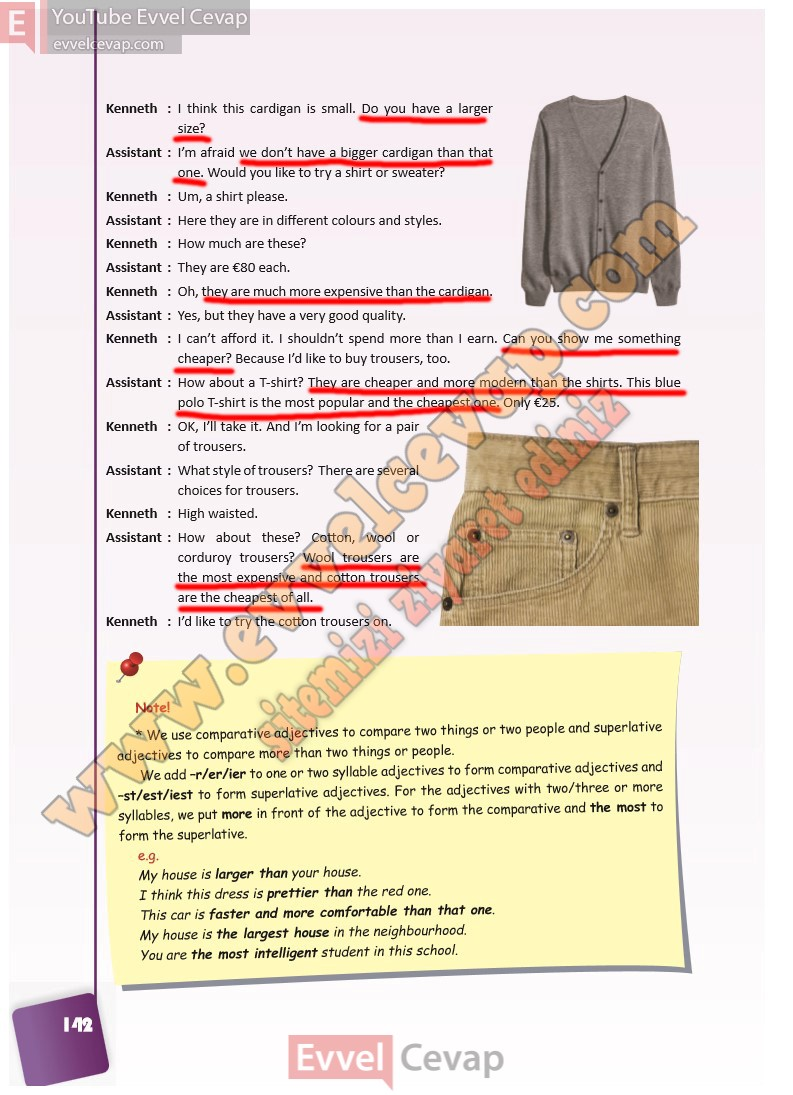 E YouTube Evvel Cevap
evvelcevap.com
Kenneth : I think this cardigan is small. Do you have a larger
size?
Assistant : I'm afraid we don't have a bigger cardigan than that
one. Would you like to try a shirt or sweater?
Kenneth : Um, a shirt please.
Assistant : Here they are in different colours and styles.
Kenneth : How much are these?
Assistant : They are €80 each.
Kenneth : Oh, they are much more expensive than the cardigan.
Assistant : Yes, but they have a very good quality.
Kenneth : I can't afford it. I shouldn't spend more than I earn. Can you show me something
cheaper? Because I'd like to buy trousers, too.
Assistant : How about a T-shirt? They are cheaper and more modern than the shirts. This blue
polo T-shirt is the most popular and the cheapest one. Only €25.
Kenneth : OK, I'll take it. And I'm looking for a pair
of trousers.
Assistant : What style of trousers? There are several
choices for trousers.
Kenneth : High waisted.
Assistant : How about these? Cotton, wool or
corduroy trousers? Wool trousers are
the most expensive and cotton trousers
are the cheapest of all.
Kenneth : I'd like to try the cotton trousers on.
www.evvelcevap.com
sitemizi ziyaret ediniz
Note!
* We use comparative adjectives to compare two things or two people and superlative
adjectives to compare more than two things or people.
We add –r/er/ier to one or two syllable adjectives to form comparative adjectives and
–st/est/iest to form superlative adjectives. For the adjectives with two/three or more
syllables, we put more in front of the adjective to form the comparative and the most to
form the superlative.
e.g.
My house is larger than your house.
I think this dress is prettier than the red one.
This car is faster and more comfortable than that one.
My house is the largest house in the neighbourhood.
You are the most intelligent student in this school.
142
Evvel Cevap